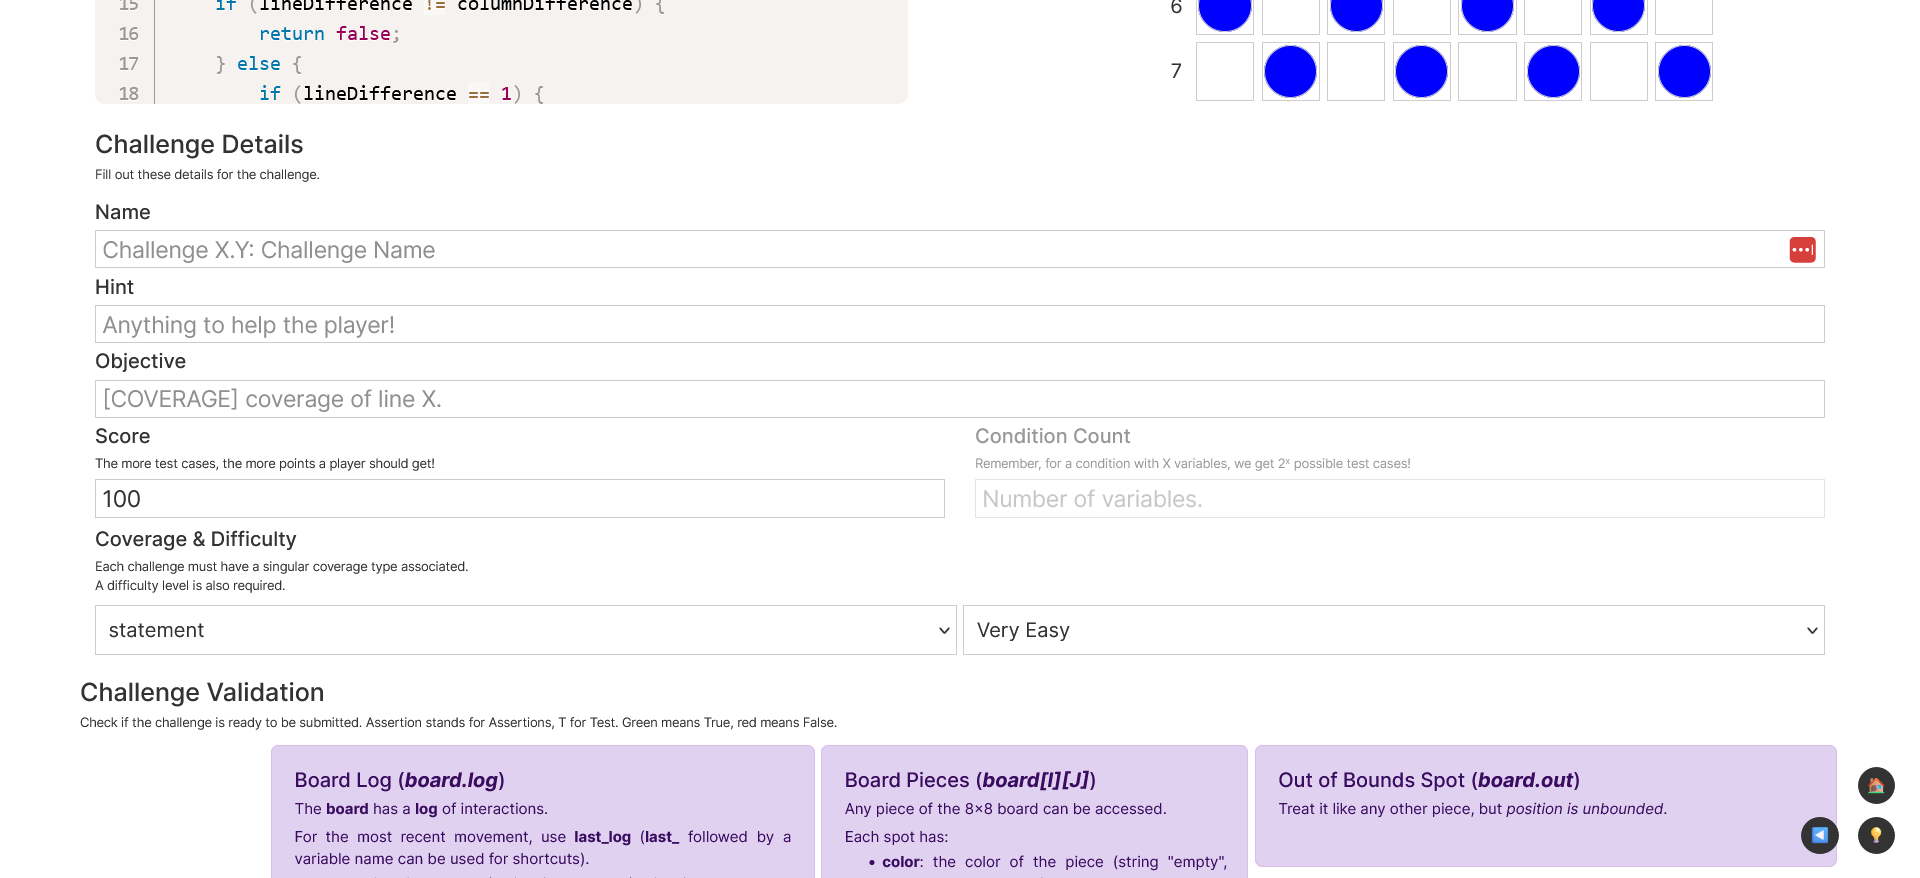 15 if (lineDifference != columnDifference) {
16 return false;
17 } else {
18 if (lineDifference == 1) {
6
7
Challenge Details
Fill out these details for the challenge.
Name
Challenge X.Y: Challenge Name
Hint
Anything to help the player!
Objective
[COVERAGE] coverage of line X.
Score
The more test cases, the more points a player should get!
100
Condition Count
Remember, for a condition with X variables, we get 2ˣ possible test cases!
Number of variables.
Coverage & Difficulty
Each challenge must have a singular coverage type associated.
A difficulty level is also required.
statement
Very Easy
Challenge Validation
Check if the challenge is ready to be submitted. Assertion stands for Assertions, T for Test. Green means True, red means False.
Board Log (board.log)
The board has a log of interactions.
For the most recent movement, use last_log (last_ followed by a
variable name can be used for shortcuts).
Board Pieces (board[I][J])
Any piece of the 8×8 board can be accessed.
Each spot has:
• color: the color of the piece (string "empty",
Out of Bounds Spot (board.out)
Treat it like any other piece, but position is unbounded.